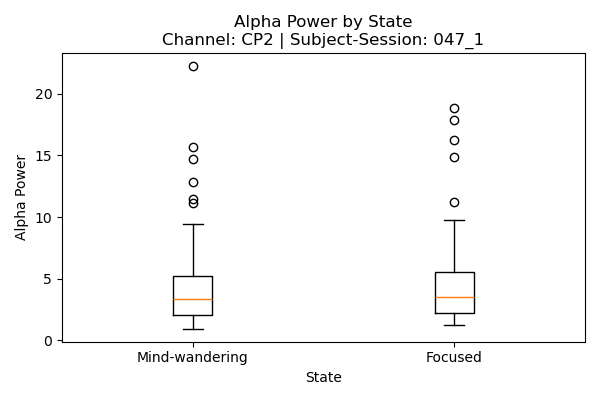 Alpha Power by State
Channel: CP2 | Subject-Session: 047_1
Alpha Power
20
15
10
5
0
Mind-wandering
Focused
State